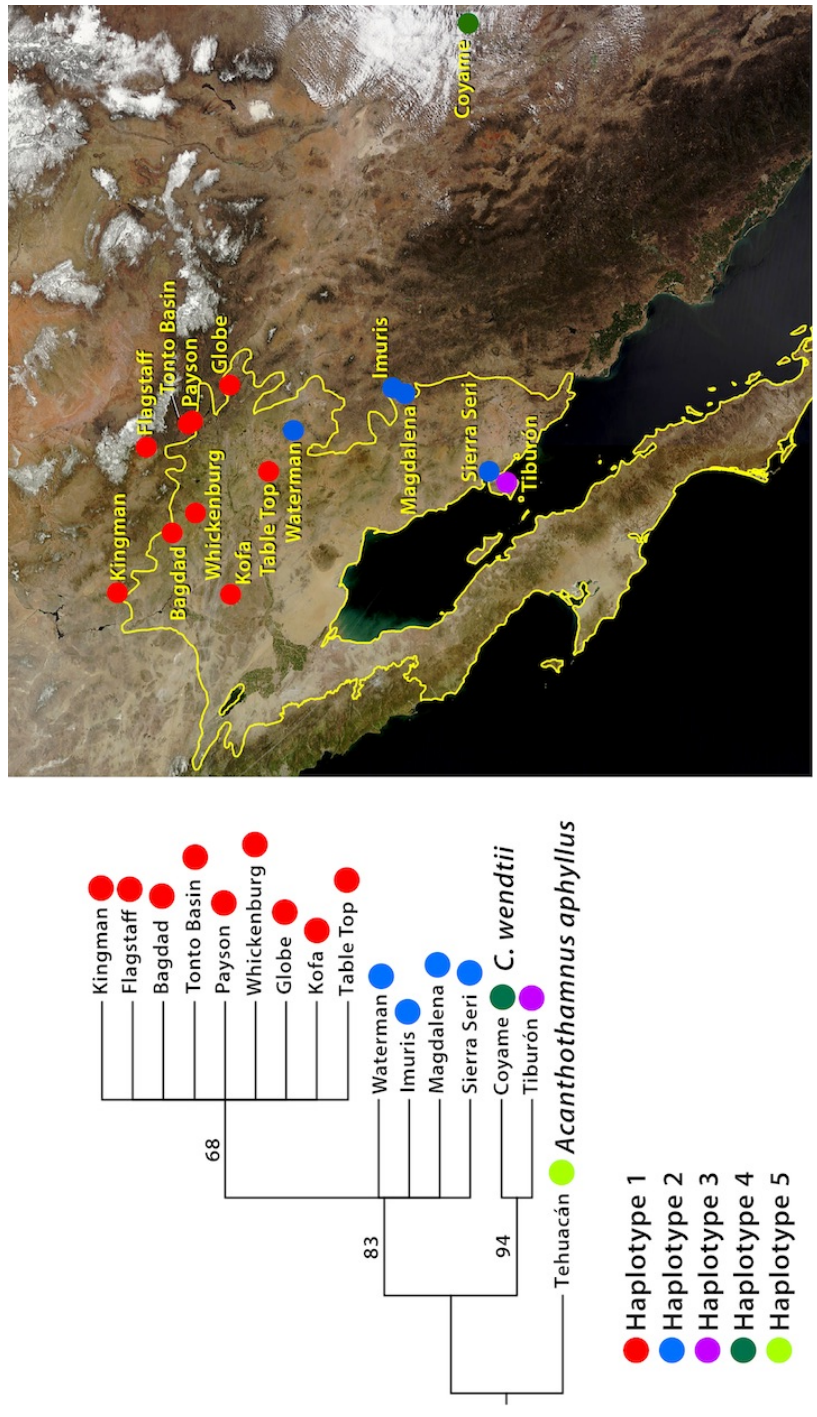 Kingman
Flagstaff
Bagdad
Tonto Basin
Payson
Whickenburg
Globe
Kofa
Table Top
Waterman
Imuris
Magdalena
Sierra Seri
Coyame
C. wendtii
Tiburón
Tehuacán
Acanthothamnus aphyllus
68
83
94
Haplotype 1
Haplotype 2
Haplotype 3
Haplotype 4
Haplotype 5
Kingman
Flagstaff
Tonto Basin
Payson
Globe
Bagdad
Whickenburg
Kofa
Table Top
Waterman
Imuris
Magdalena
Sierra Seri
Tiburón
Coyame